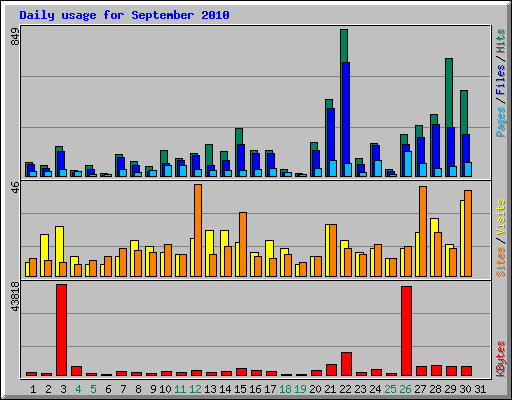 Daily usage for September 2010
849
Pages / Files / Hits
46
Sites / Visits
43818
KBytes
1 2 3 4 5 6 7 8 9 10 11 12 13 14 15 16 17 18 19 20 21 22 23 24 25 26 27 28 29 30 31